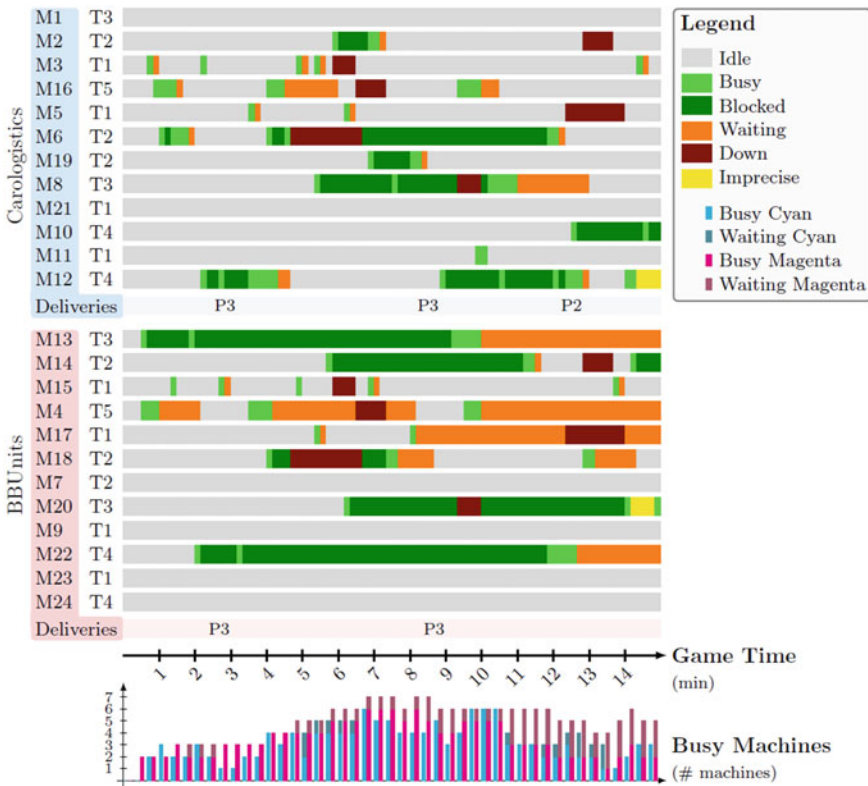 Carologistics
M1 T3
M2 T2
M3 T1
M16 T5
M5 T1
M6 T2
M19 T2
M8 T3
M21 T1
M10 T4
M11 T1
M12 T4
Deliveries P3 P3 P2
BBUnits
M13 T3
M14 T2
M15 T1
M4 T5
M17 T1
M18 T2
M7 T2
M20 T3
M9 T1
M22 T4
M23 T1
M24 T4
Deliveries P3 P3
Legend
Idle
Busy
Blocked
Waiting
Down
Imprecise
Busy Cyan
Waiting Cyan
Busy Magenta
Waiting Magenta
1 2 3 4 5 6 7 8 9 10 11 12 13 14
Game Time
(min)
7
6
5
4
3
2
1
Busy Machines
(# machines)